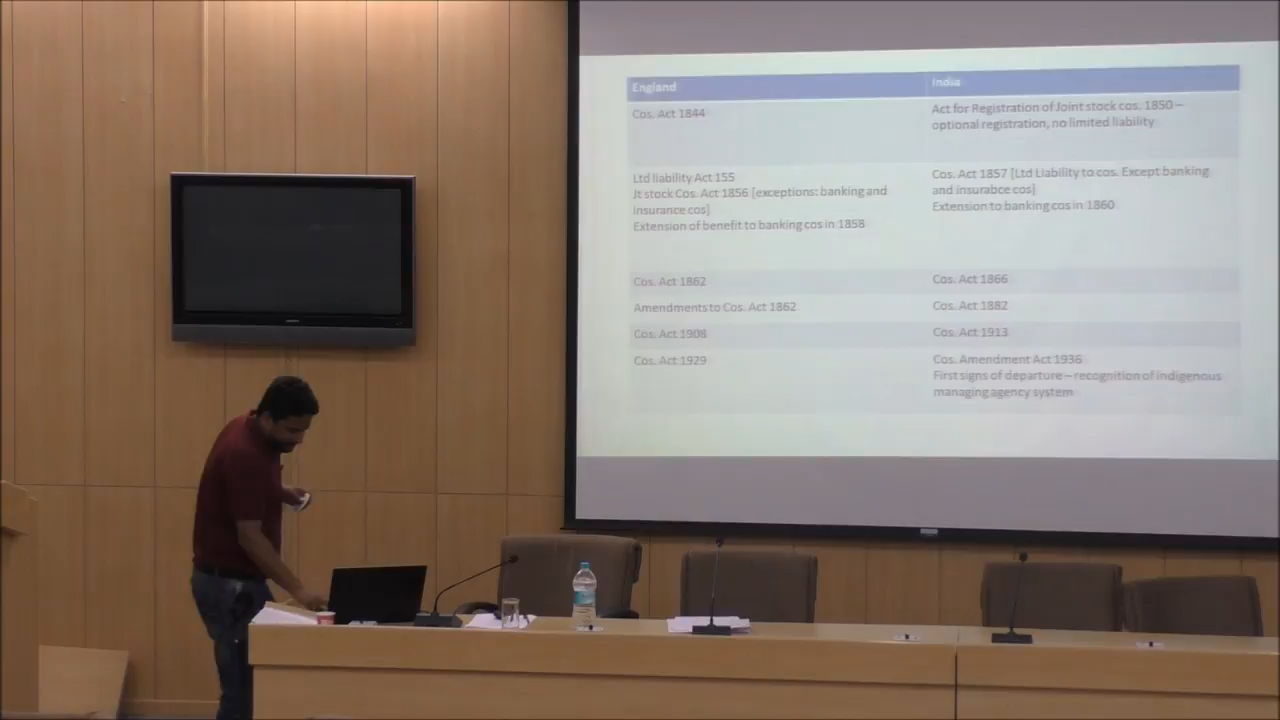 England
India
Cos. Act 1844
Act for Registration of Joint stock cos. 1850 –
optional registration, no limited liability
Ltd liability Act 155
Jt stock Cos. Act 1856 [exceptions: banking and
insurance cos]
Extension of benefit to banking cos in 1858
Cos. Act 1857 [Ltd Liability to cos. Except banking
and insurabce cos]
Extension to banking cos in 1860
Cos. Act 1862
Cos. Act 1866
Amendments to Cos. Act 1862
Cos. Act 1882
Cos. Act 1908
Cos. Act 1913
Cos. Act 1929
Cos. Amendment Act 1936
First signs of departure – recognition of indigenous
managing agency system